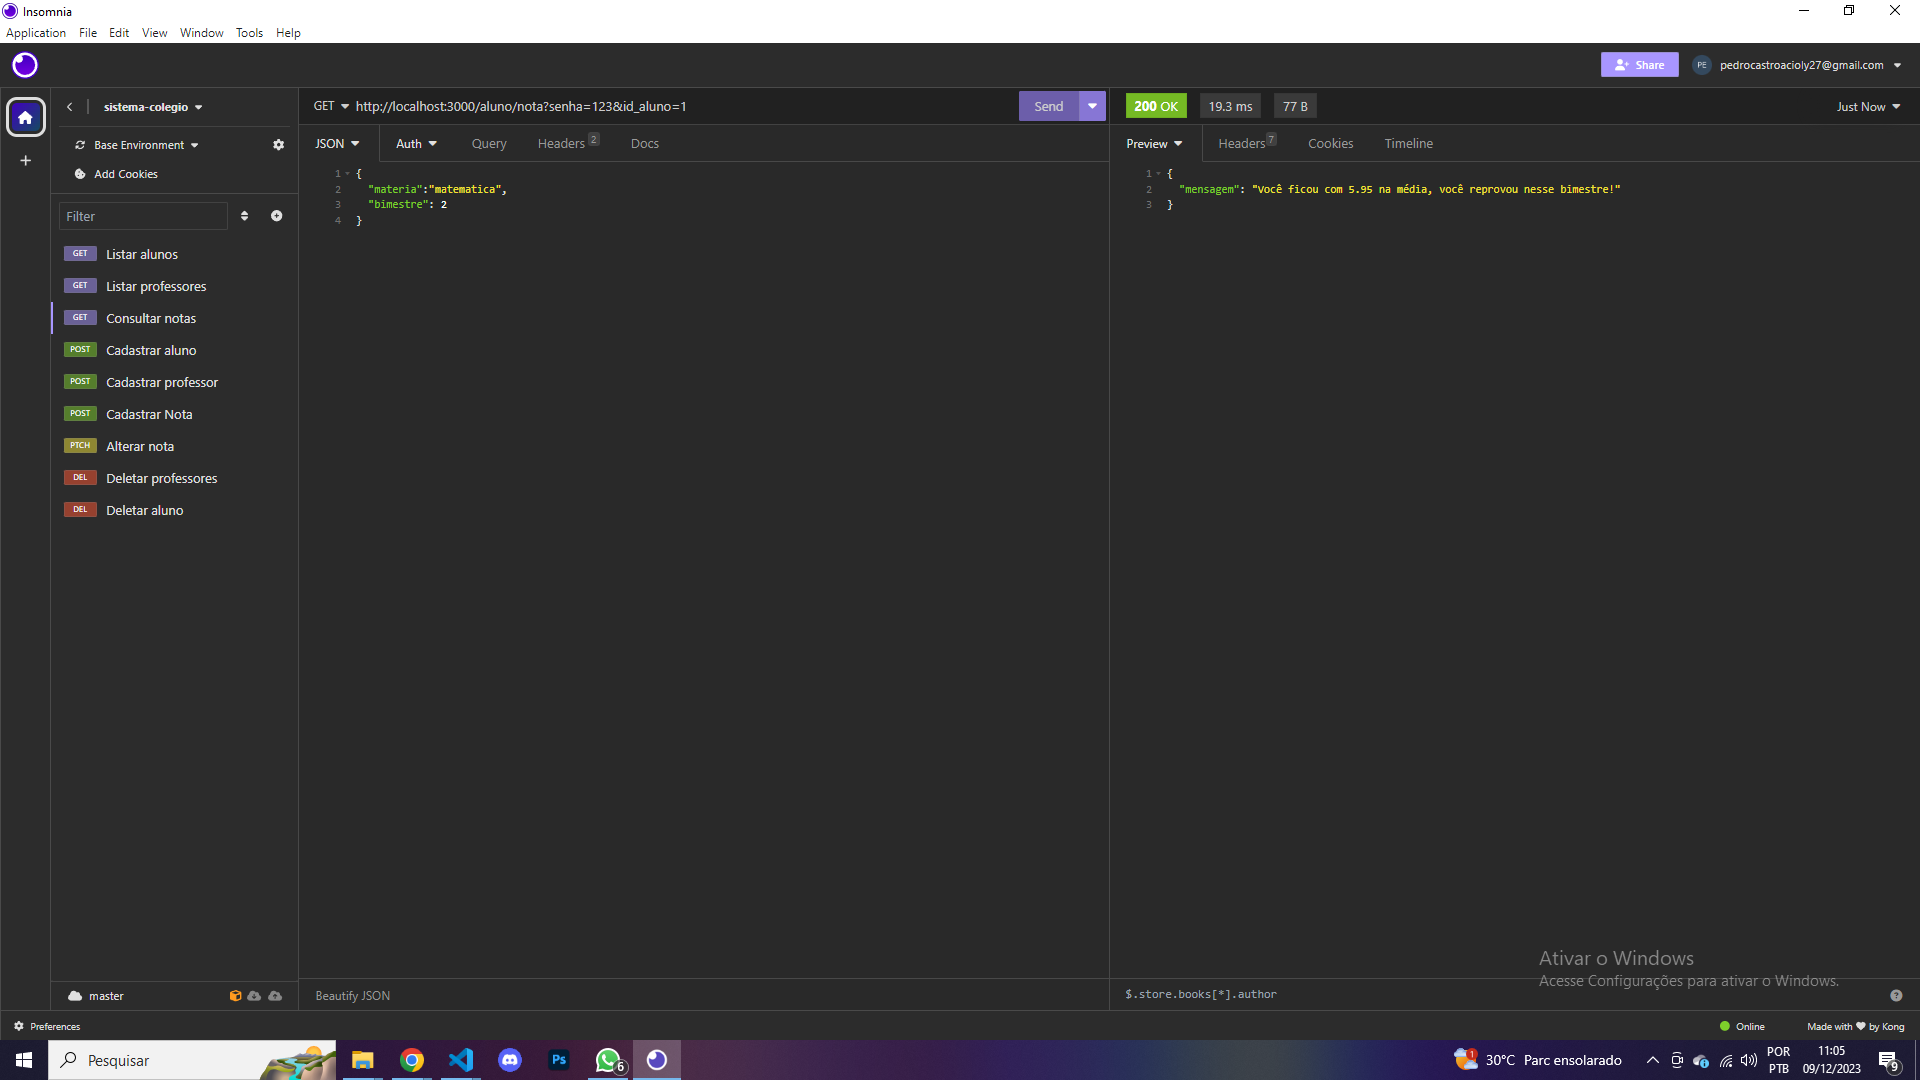 Insomnia
Application File Edit View Window Tools Help
Share PE pedrocastroacioly27@gmail.com
sistema-colegio
GET http://localhost:3000/aluno/nota?senha=123&id_aluno=1 Send
200 OK 19.3 ms 77 B Just Now
Base Environment
Add Cookies
JSON Auth Query Headers 2 Docs
Preview Headers 7 Cookies Timeline
Filter
GET Listar alunos
GET Listar professores
GET Consultar notas
POST Cadastrar aluno
POST Cadastrar professor
POST Cadastrar Nota
PTCH Alterar nota
DEL Deletar professores
DEL Deletar aluno
1 {
2 "materia":"matematica",
3 "bimestre": 2
4 }
1 {
2 "mensagem": "Você ficou com 5.95 na média, você reprovou nesse bimestre!"
3 }
Ativar o Windows
Acesse Configurações para ativar o Windows.
master
Beautify JSON
$.store.books[*].author
Preferences
Online Made with ❤ by Kong
Pesquisar
Ps
6
1
30°C Parc ensolarado
POR
PTB
11:05
09/12/2023
9